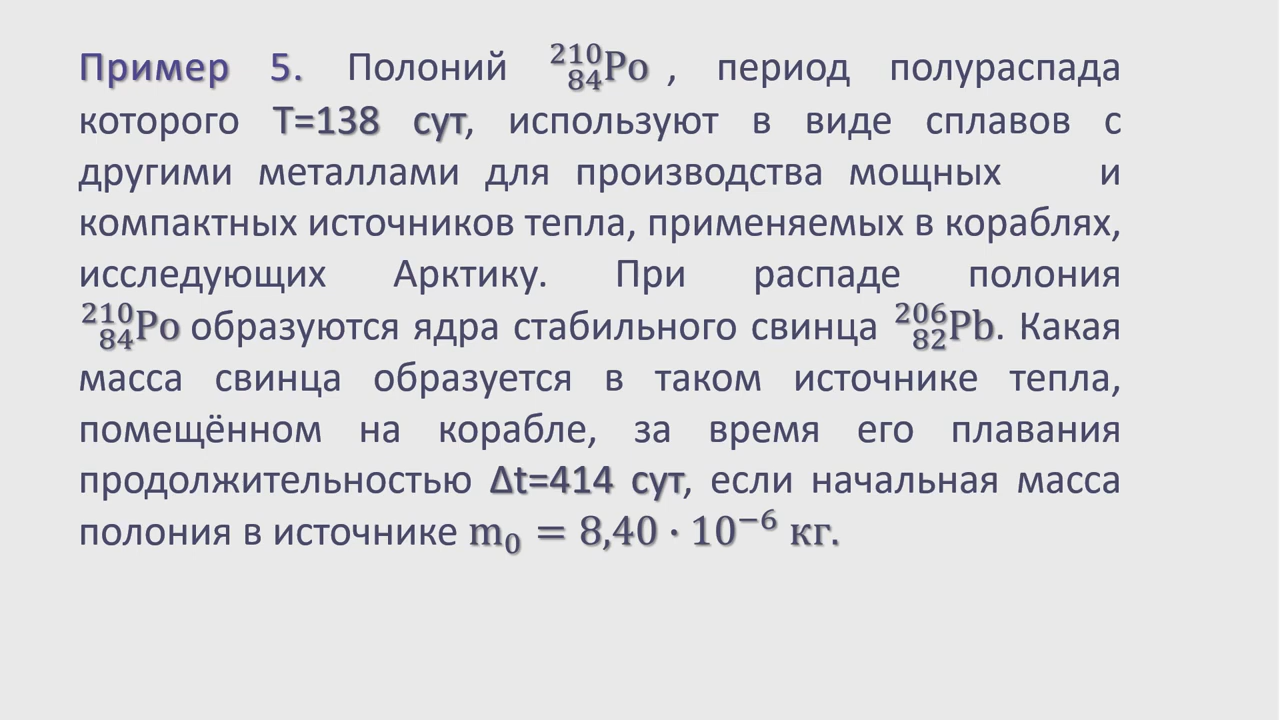 Пример 5. Полоний ²¹⁰₈₄Po , период полураспада
которого T=138 сут, используют в виде сплавов с
другими металлами для производства мощных и
компактных источников тепла, применяемых в кораблях,
исследующих Арктику. При распаде полония
²¹⁰₈₄Po образуются ядра стабильного свинца ²⁰⁶₈₂Pb. Какая
масса свинца образуется в таком источнике тепла,
помещённом на корабле, за время его плавания
продолжительностью Δt=414 сут, если начальная масса
полония в источнике m₀ = 8,40 · 10⁻⁶ кг.